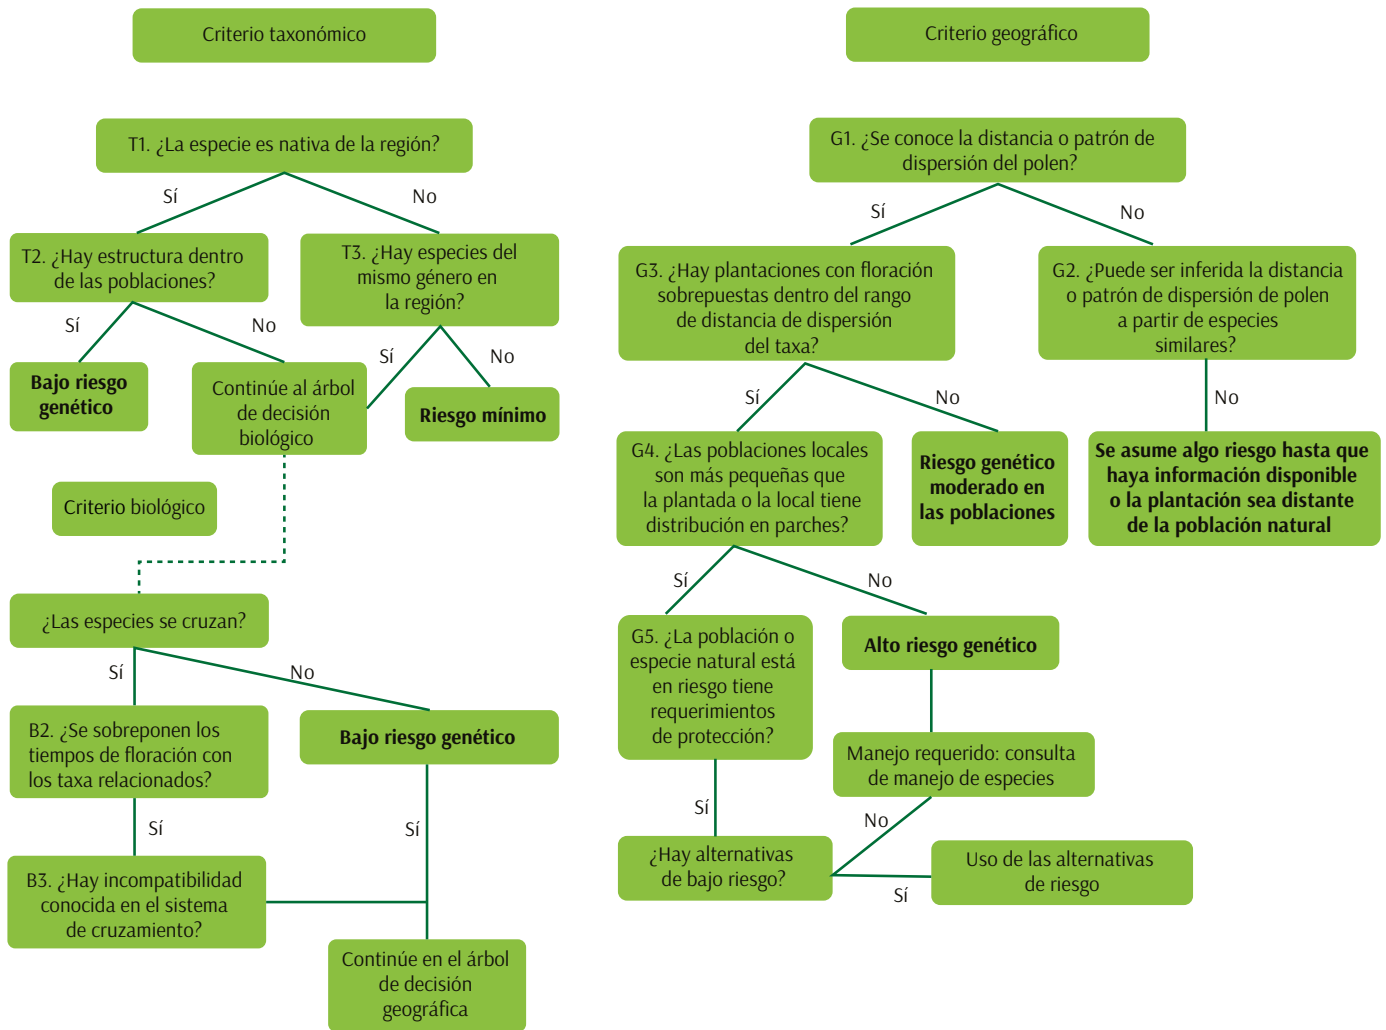 Criterio taxonómico
T1. ¿La especie es nativa de la región?
Sí
No
T2. ¿Hay estructura dentro
de las poblaciones?
T3. ¿Hay especies del
mismo género en
la región?
Sí
No
Sí
No
Bajo riesgo
genético
Continúe al árbol
de decisión
biológico
Riesgo mínimo
Criterio biológico
¿Las especies se cruzan?
Sí
No
B2. ¿Se sobreponen los
tiempos de floración con
los taxa relacionados?
Bajo riesgo genético
Sí
Sí
B3. ¿Hay incompatibilidad
conocida en el sistema
de cruzamiento?
Continúe en el árbol
de decisión
geográfica
Criterio geográfico
G1. ¿Se conoce la distancia o patrón de
dispersión del polen?
Sí
No
G3. ¿Hay plantaciones con floración
sobrepuestas dentro del rango
de distancia de dispersión
del taxa?
G2. ¿Puede ser inferida la distancia
o patrón de dispersión de polen
a partir de especies
similares?
Sí
No
No
G4. ¿Las poblaciones locales
son más pequeñas que
la plantada o la local tiene
distribución en parches?
Riesgo genético
moderado en
las poblaciones
Se asume algo riesgo hasta que
haya información disponible
o la plantación sea distante
de la población natural
Sí
No
G5. ¿La población o
especie natural está
en riesgo tiene
requerimientos
de protección?
Alto riesgo genético
Manejo requerido: consulta
de manejo de especies
Sí
No
¿Hay alternativas
de bajo riesgo?
Sí
Uso de las alternativas
de riesgo